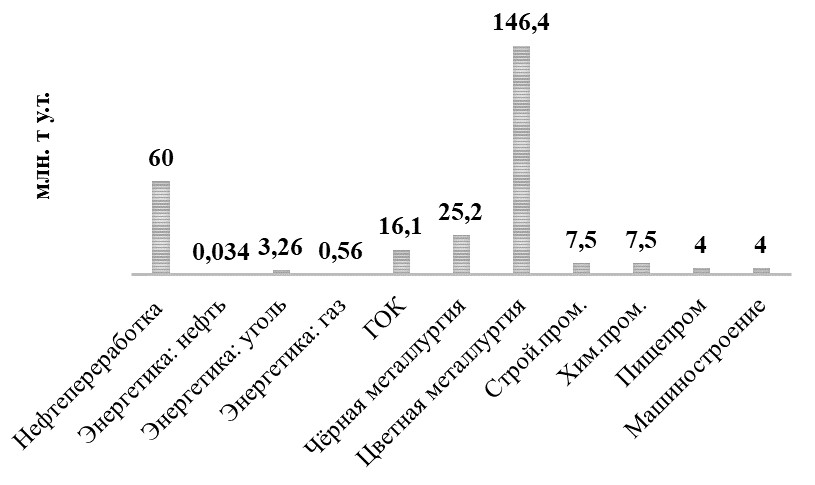 млн. т у.т.
60
0,034
3,26
0,56
16,1
25,2
146,4
7,5
7,5
4
4
Нефтепереработка
Энергетика: нефть
Энергетика: уголь
Энергетика: газ
ГОК
Чёрная металлургия
Цветная металлургия
Строй.пром.
Хим.пром.
Пищепром
Машиностроение